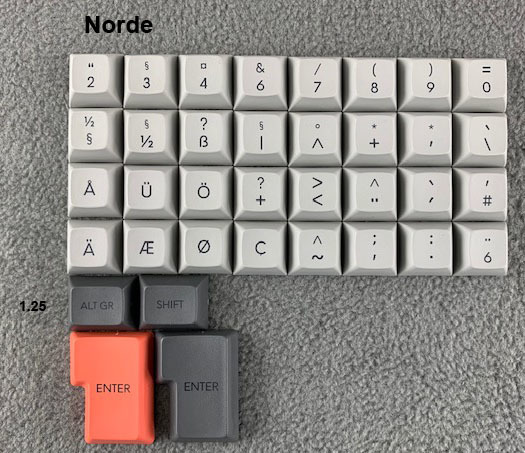 Norde
“ § ¤ & / ( ) =
2 3 4 6 7 8 9 0
½ § ? § ° * * `
§ ½ ß | ^ + ' \
Å Ü Ö ? > ^ ` '
+ < " ´ #
Ä Æ Ø Ç ^ ; : ¨
~ , . 6
1.25 ALT GR SHIFT
ENTER ENTER